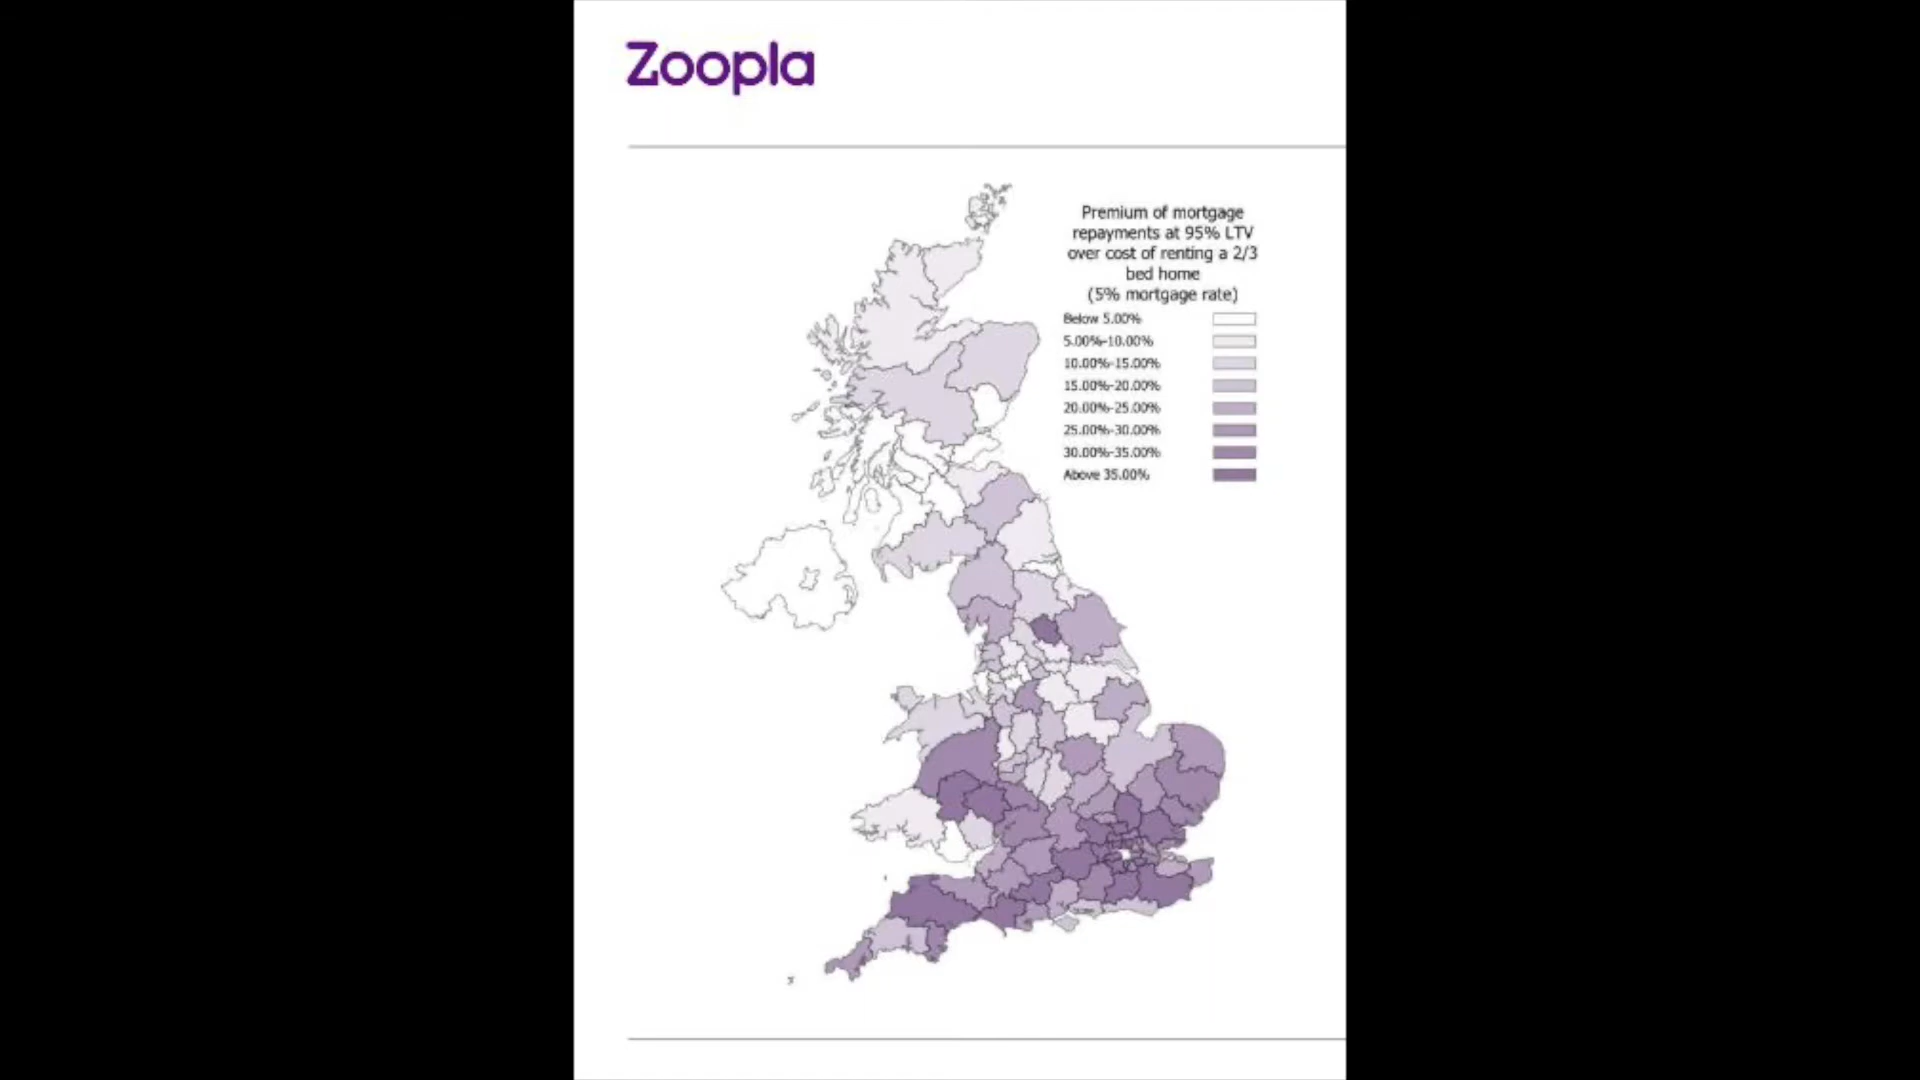 Zoopla
Premium of mortgage
repayments at 95% LTV
over cost of renting a 2/3
bed home
(5% mortgage rate)
Below 5.00%
5.00%-10.00%
10.00%-15.00%
15.00%-20.00%
20.00%-25.00%
25.00%-30.00%
30.00%-35.00%
Above 35.00%